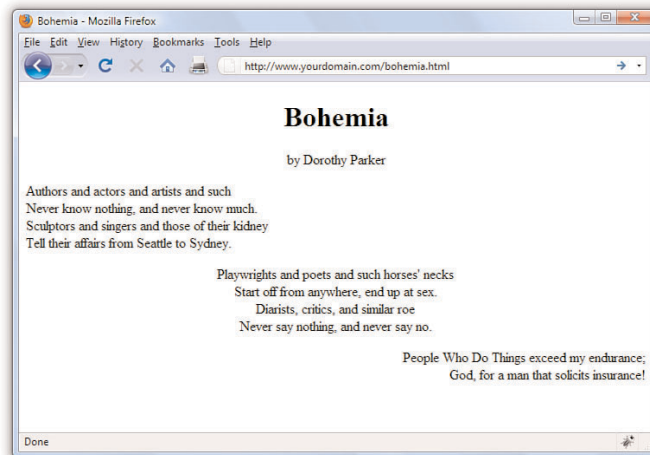 Bohemia - Mozilla Firefox
File Edit View History Bookmarks Tools Help
http://www.yourdomain.com/bohemia.html
Bohemia
by Dorothy Parker
Authors and actors and artists and such
Never know nothing, and never know much.
Sculptors and singers and those of their kidney
Tell their affairs from Seattle to Sydney.
Playwrights and poets and such horses' necks
Start off from anywhere, end up at sex.
Diarists, critics, and similar roe
Never say nothing, and never say no.
People Who Do Things exceed my endurance;
God, for a man that solicits insurance!
Done